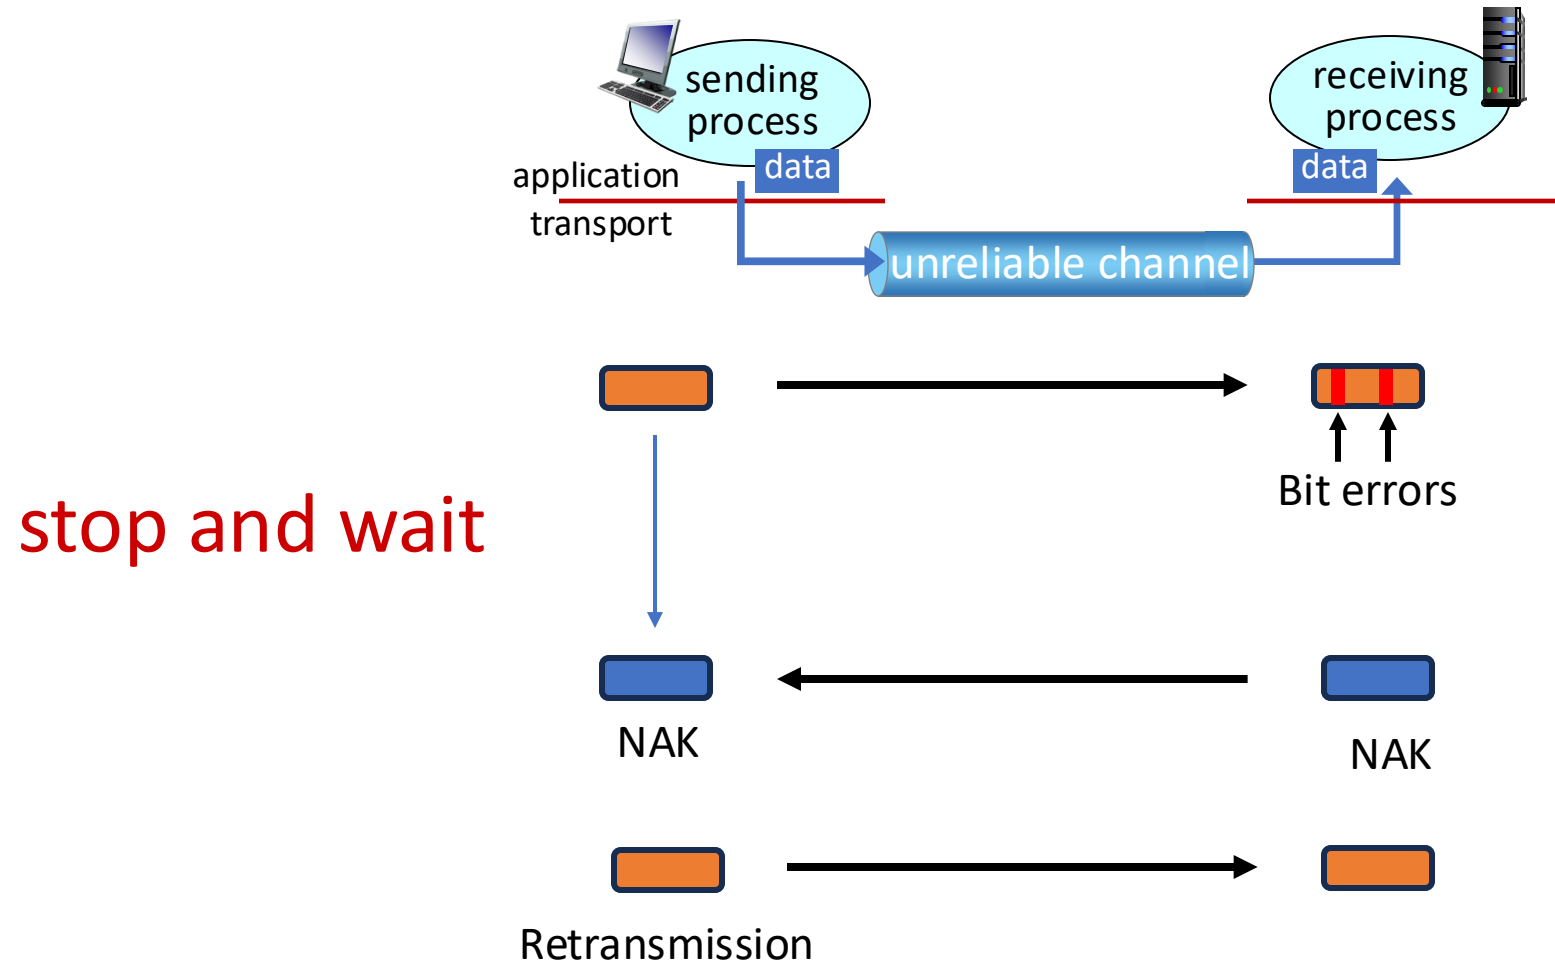 sending
process
receiving
process
data
data
application
transport
unreliable channel
Bit errors
stop and wait
NAK
NAK
Retransmission